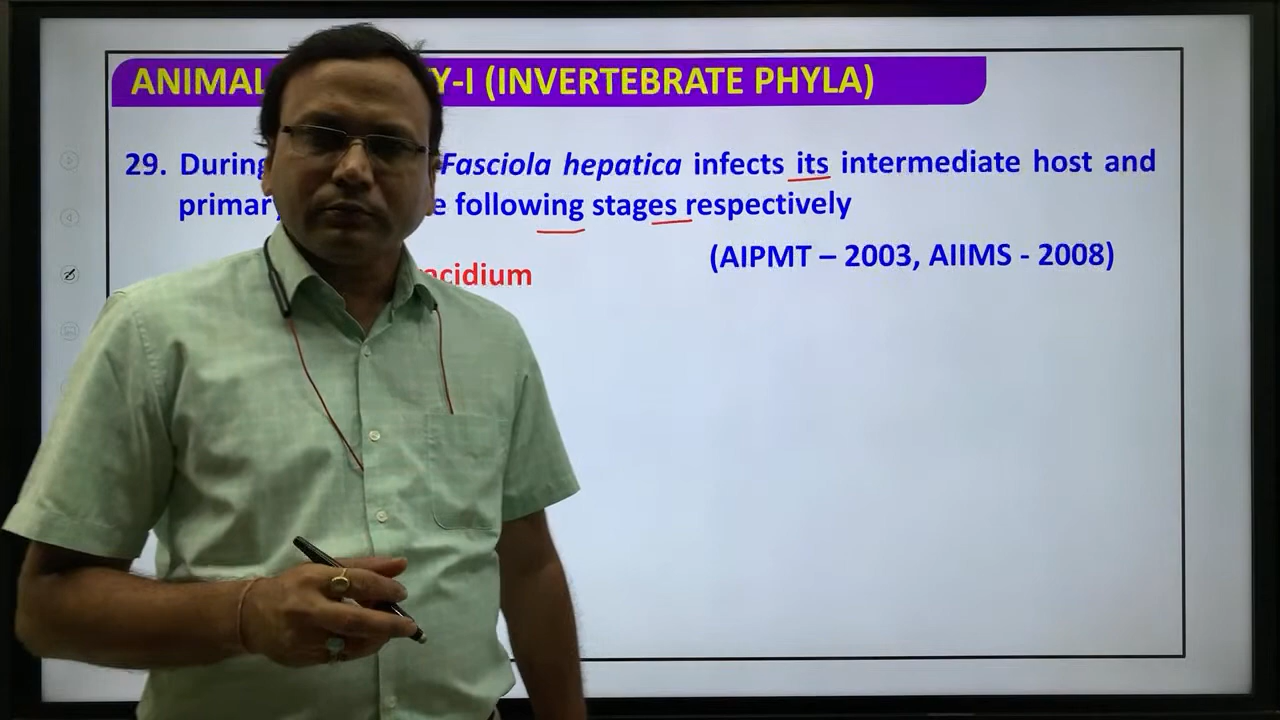 ANIMAL Y-I (INVERTEBRATE PHYLA)
29. During Fasciola hepatica infects its intermediate host and
primary e following stages respectively
(AIPMT – 2003, AIIMS - 2008)
acidium